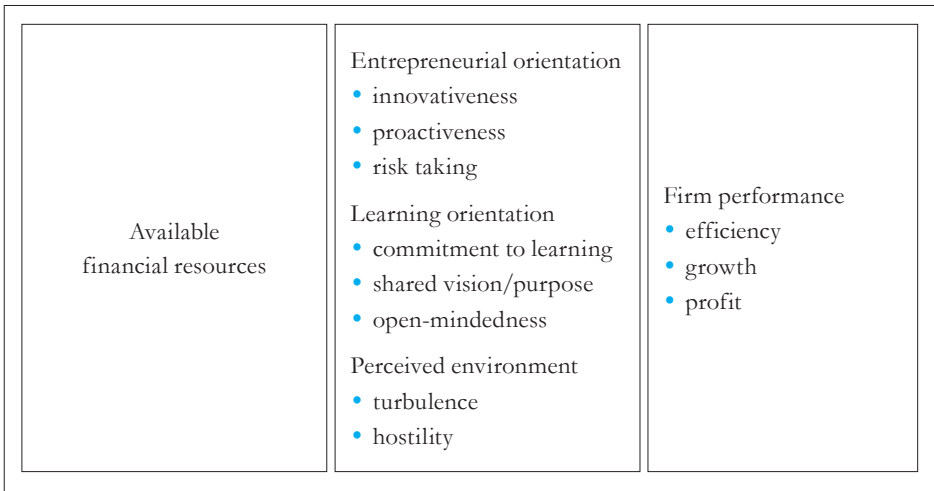 Available
financial resources
Entrepreneurial orientation
• innovativeness
• proactiveness
• risk taking
Learning orientation
• commitment to learning
• shared vision/purpose
• open-mindedness
Perceived environment
• turbulence
• hostility
Firm performance
• efficiency
• growth
• profit